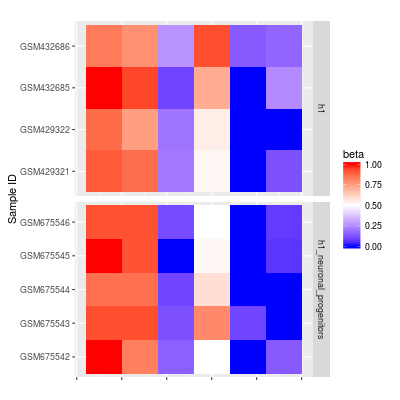 GSM432686
GSM432685
GSM429322
GSM429321
h1
GSM675546
GSM675545
GSM675544
GSM675543
GSM675542
h1_neuronal_progenitors
Sample ID
beta
1.00
0.75
0.50
0.25
0.00